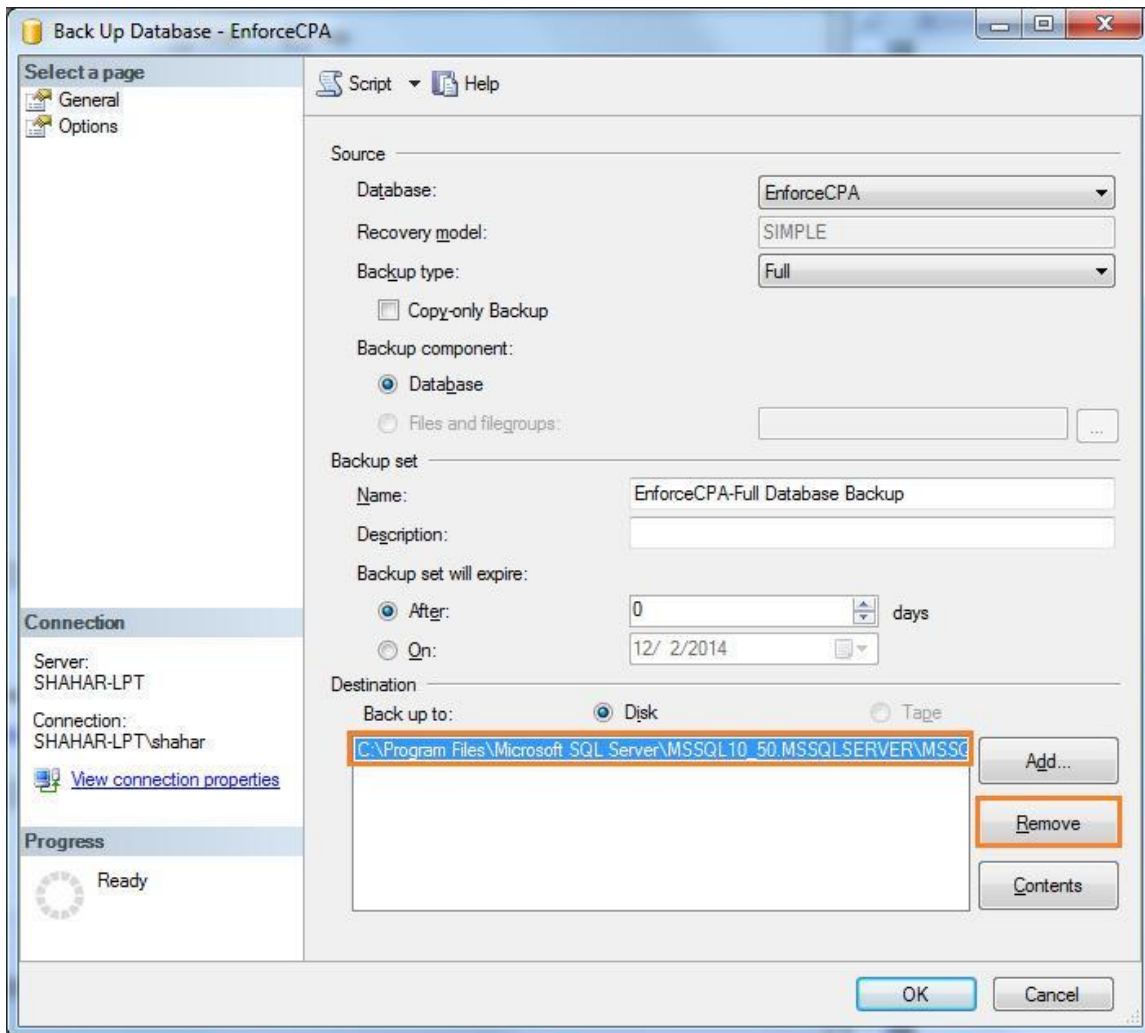 Back Up Database - EnforceCPA
Select a page
General
Options
Script
Help
Source
Database:
EnforceCPA
Recovery model:
SIMPLE
Backup type:
Full
Copy-only Backup
Backup component:
Database
Files and filegroups:
...
Backup set
Name:
EnforceCPA-Full Database Backup
Description:
Backup set will expire:
After:
0
days
On:
12/ 2/2014
Destination
Back up to:
Disk
Tape
C:\Program Files\Microsoft SQL Server\MSSQL10_50.MSSQLSERVER\MSSQ
Add...
Remove
Contents
Connection
Server:
SHAHAR-LPT
Connection:
SHAHAR-LPT\shahar
View connection properties
Progress
Ready
OK
Cancel